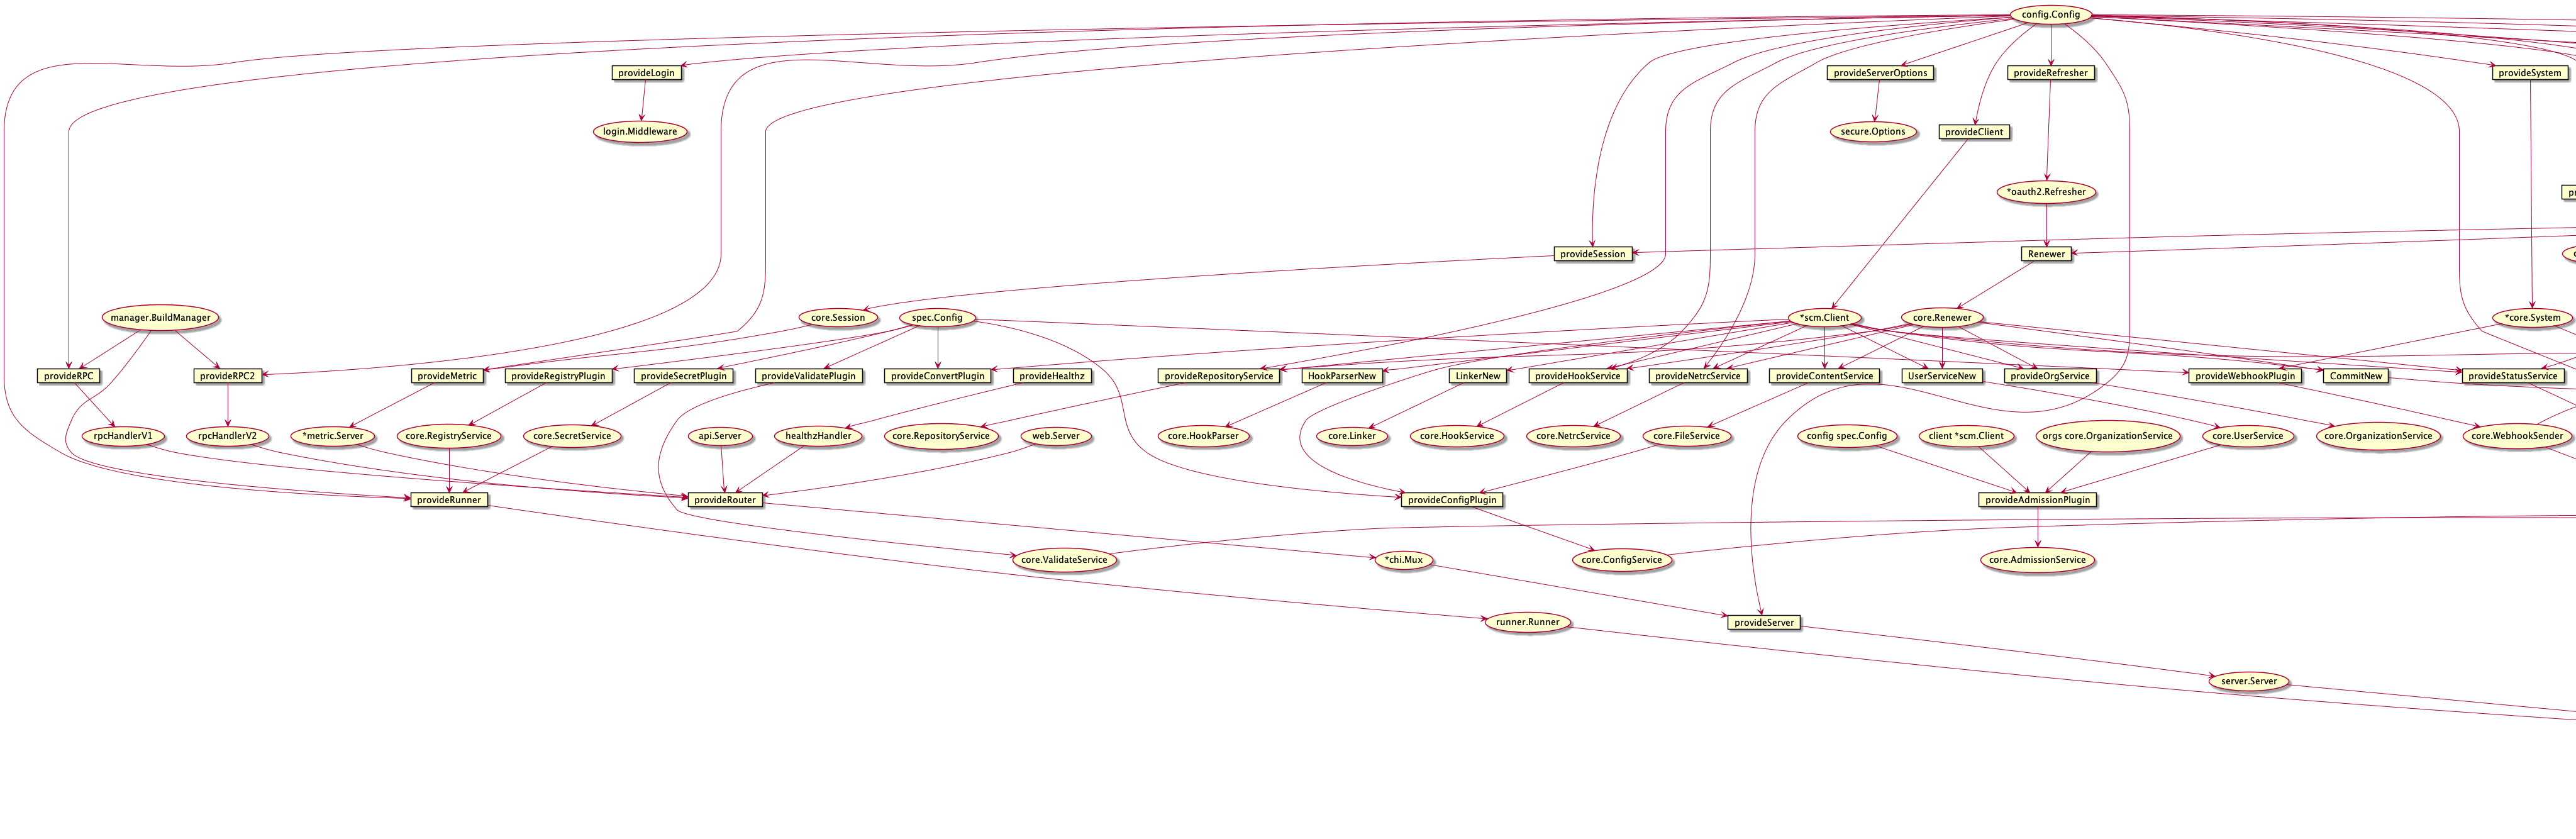 config.Config
provideLogin
provideServerOptions
provideRefresher
provideSystem
login.Middleware
secure.Options
provideClient
*oauth2.Refresher
provideSession
Renewer
manager.BuildManager
core.Session
spec.Config
*scm.Client
core.Renewer
*core.System
provideRPC
provideRPC2
provideMetric
provideRegistryPlugin
provideSecretPlugin
provideValidatePlugin
provideConvertPlugin
provideHealthz
provideRepositoryService
HookParserNew
LinkerNew
provideHookService
provideNetrcService
provideContentService
UserServiceNew
provideOrgService
provideWebhookPlugin
CommitNew
provideStatusService
rpcHandlerV1
rpcHandlerV2
*metric.Server
core.RegistryService
core.SecretService
api.Server
healthzHandler
core.RepositoryService
web.Server
core.HookParser
core.Linker
core.HookService
core.NetrcService
core.FileService
config spec.Config
client *scm.Client
orgs core.OrganizationService
core.UserService
core.OrganizationService
core.WebhookSender
provideRunner
provideRouter
provideConfigPlugin
provideAdmissionPlugin
core.ValidateService
*chi.Mux
core.ConfigService
core.AdmissionService
runner.Runner
provideServer
server.Server